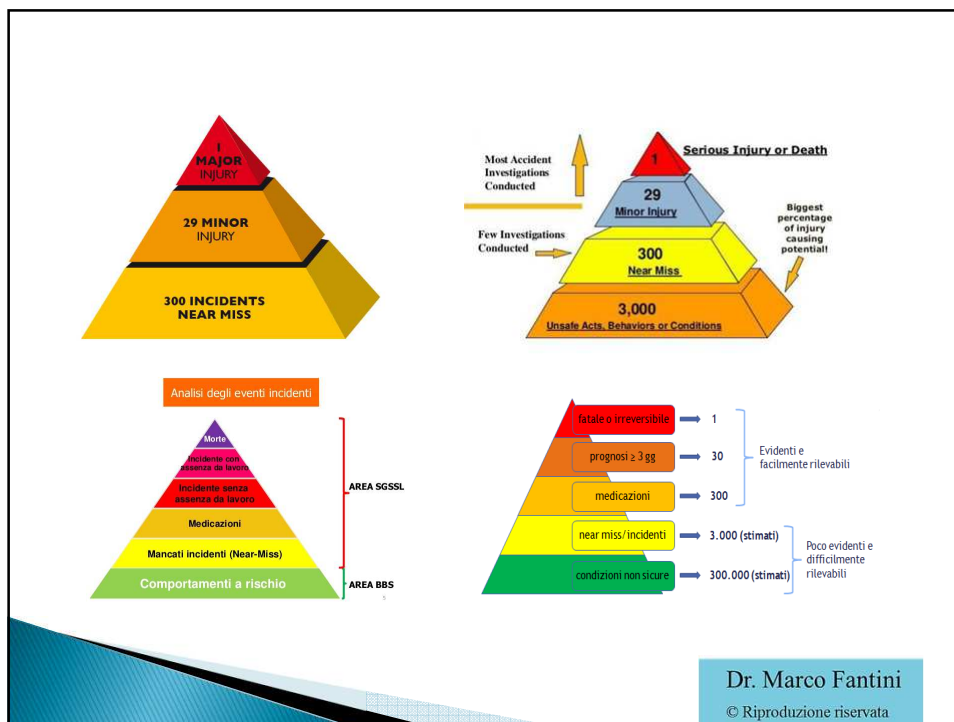 1
MAJOR
INJURY
29 MINOR
INJURY
300 INCIDENTS
NEAR MISS
Most Accident
Investigations
Conducted
Few Investigations
Conducted
1
Serious Injury or Death
29
Minor Injury
300
Near Miss
3,000
Unsafe Acts, Behaviors or Conditions
Biggest
percentage
of injury
causing
potential!
Analisi degli eventi incidenti
Morte
Incidente con
assenza da lavoro
Incidente senza
assenza da lavoro
Medicazioni
Mancati incidenti (Near-Miss)
Comportamenti a rischio
AREA SGSSL
AREA BBS
5
fatale o irreversibile
1
prognosi ≥ 3 gg
30
medicazioni
300
near miss/ incidenti
3.000 (stimati)
condizioni non sicure
300.000 (stimati)
Evidenti e
facilmente rilevabili
Poco evidenti e
difficilmente
rilevabili
Dr. Marco Fantini
© Riproduzione riservata